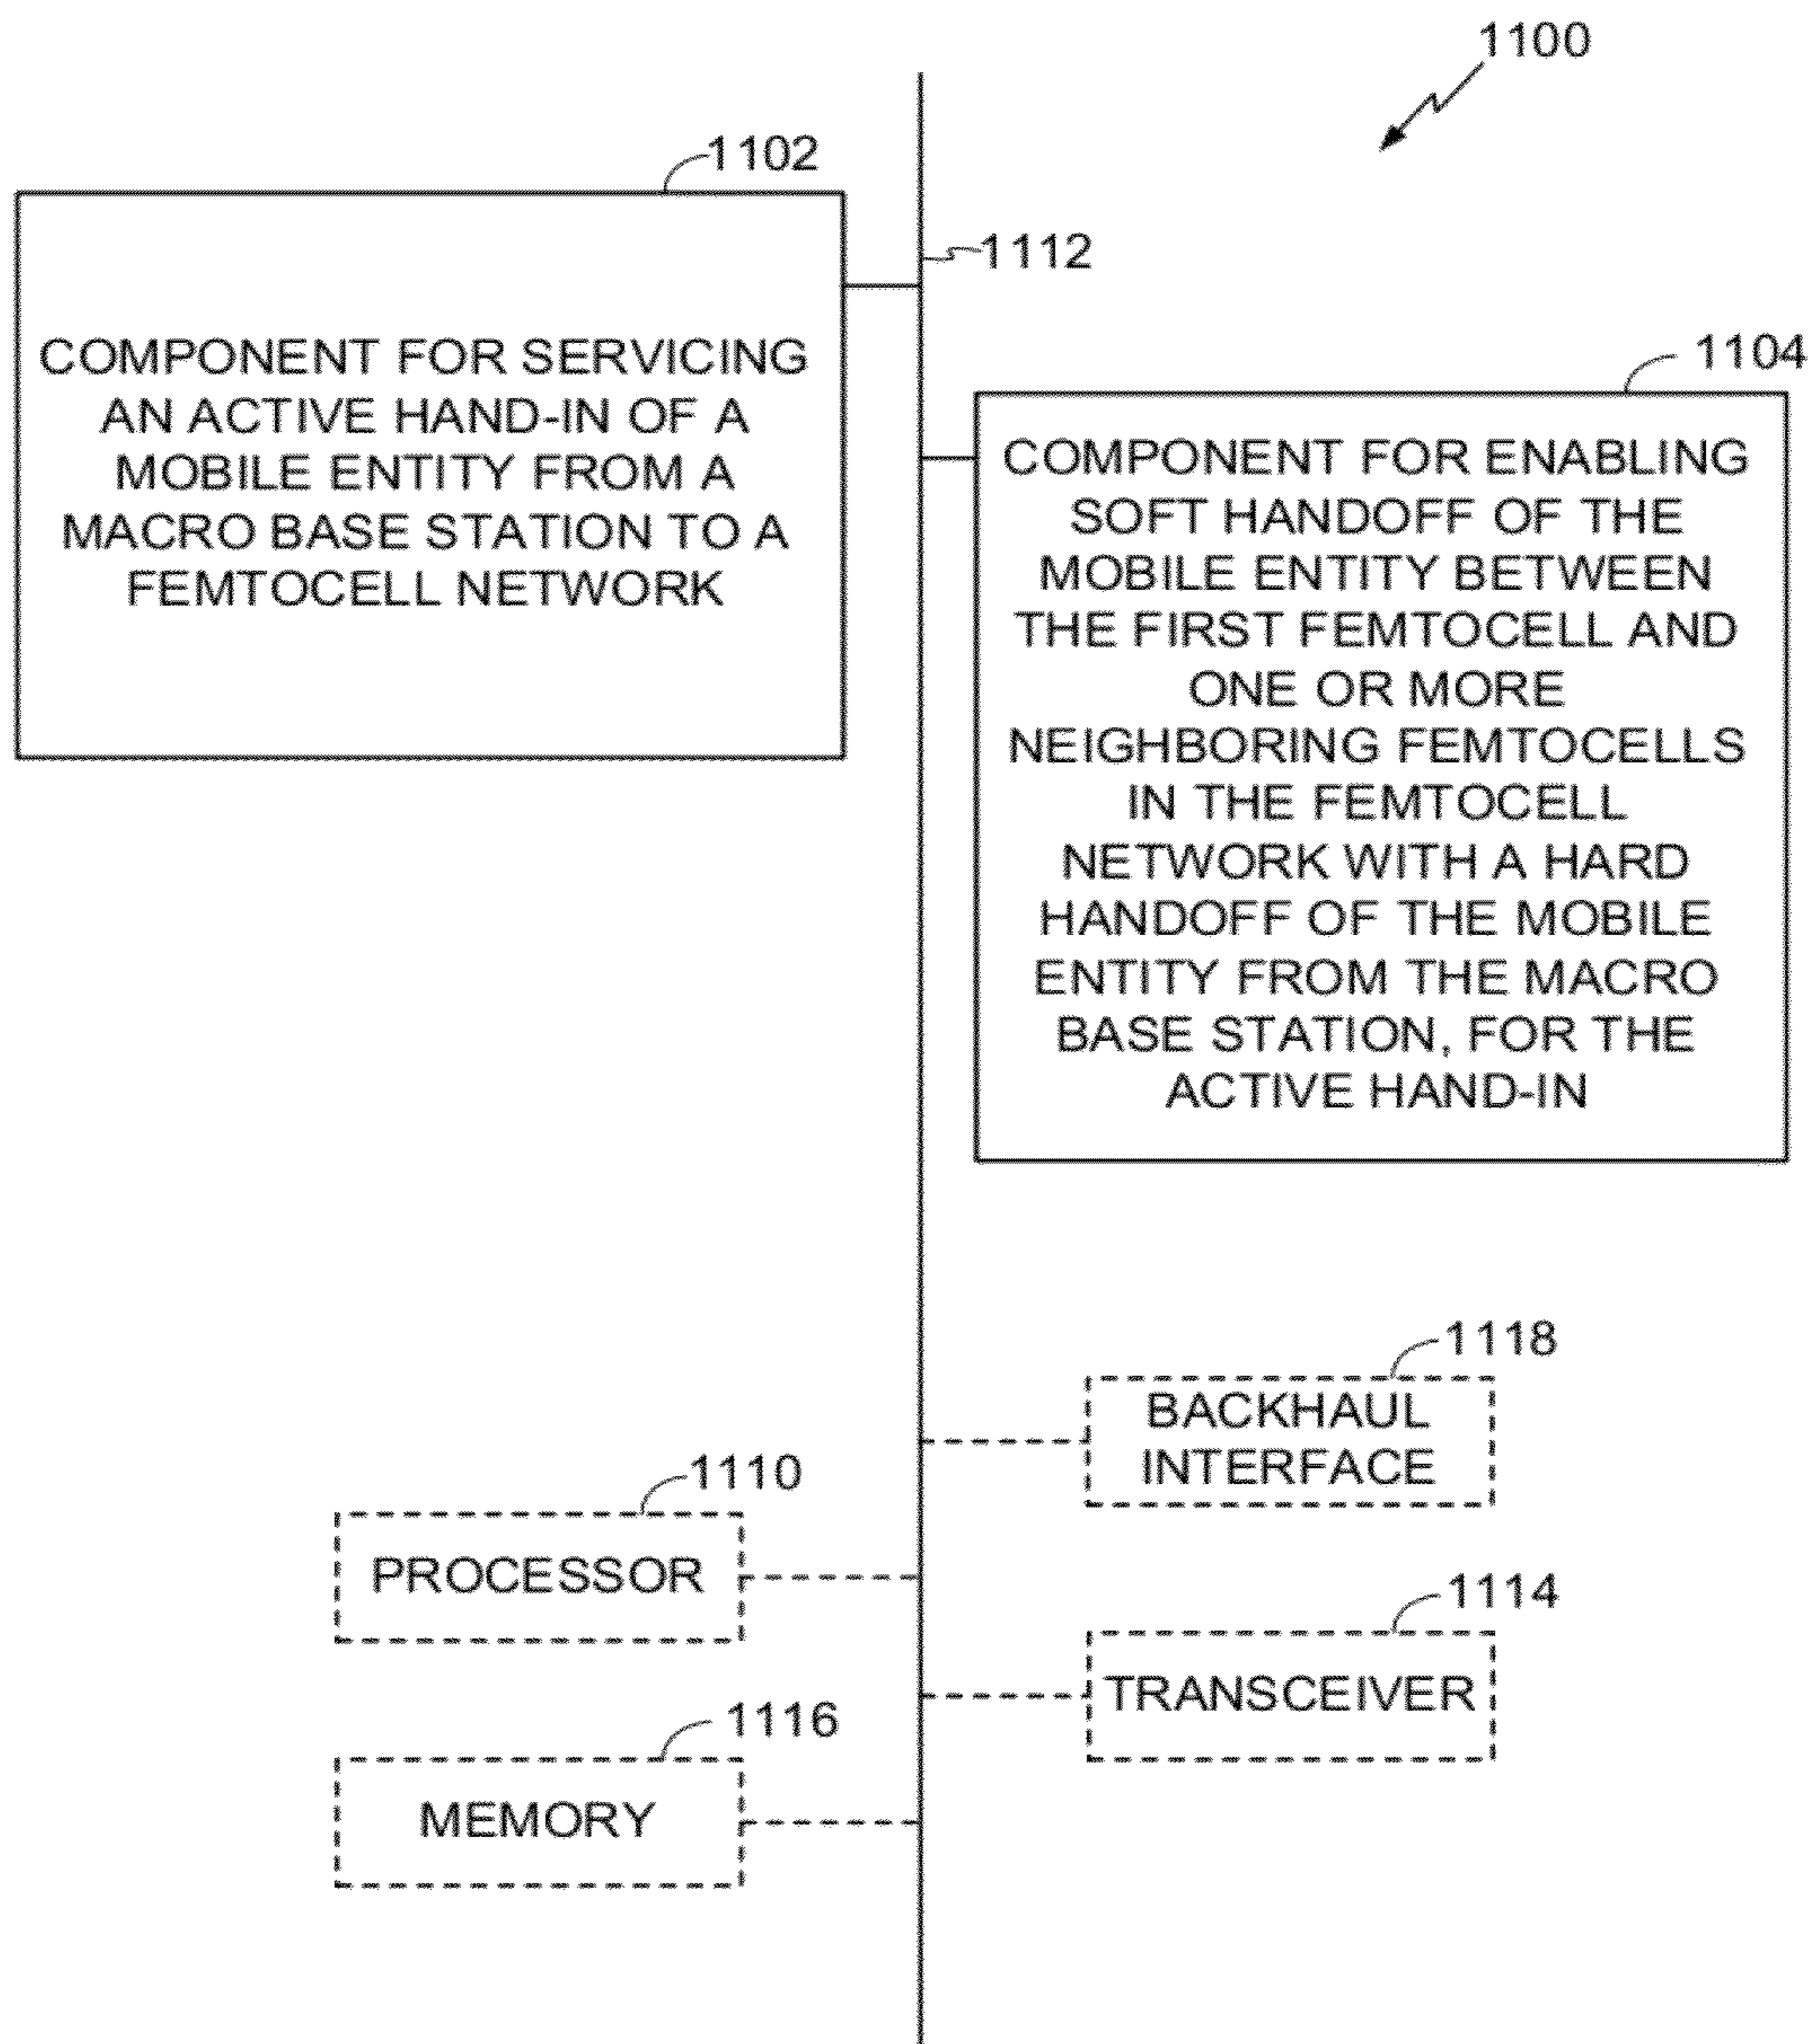 1100
1102
1112
COMPONENT FOR SERVICING
AN ACTIVE HAND-IN OF A
MOBILE ENTITY FROM A
MACRO BASE STATION TO A
FEMTOCELL NETWORK
1104
COMPONENT FOR ENABLING
SOFT HANDOFF OF THE
MOBILE ENTITY BETWEEN
THE FIRST FEMTOCELL AND
ONE OR MORE
NEIGHBORING FEMTOCELLS
IN THE FEMTOCELL
NETWORK WITH A HARD
HANDOFF OF THE MOBILE
ENTITY FROM THE MACRO
BASE STATION, FOR THE
ACTIVE HAND-IN
1118
BACKHAUL
INTERFACE
1110
PROCESSOR
1114
TRANSCEIVER
1116
MEMORY